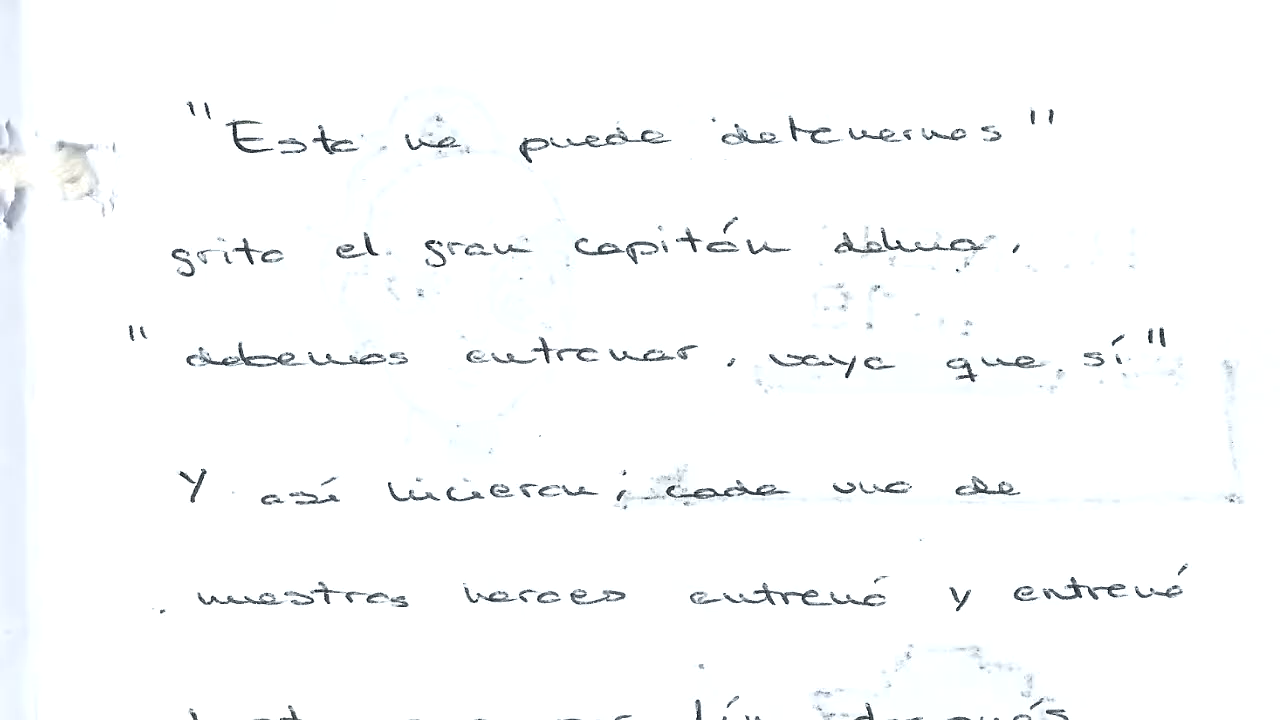 "Esto no puede detenernos"
grito el gran capitán
"debemos entrenar, vaya que sí"
Y así hicieron; cada uno de
nuestros heroes entrenó y entrenó
después